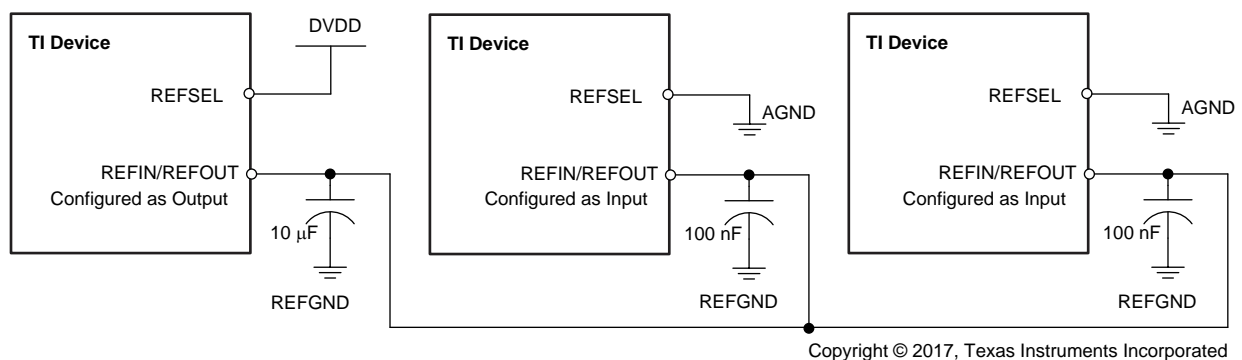 TI Device
DVDD
REFSEL
REFIN/REFOUT
Configured as Output
10 μF
REFGND
TI Device
REFSEL
AGND
REFIN/REFOUT
Configured as Input
100 nF
REFGND
TI Device
REFSEL
AGND
REFIN/REFOUT
Configured as Input
100 nF
REFGND
Copyright © 2017, Texas Instruments Incorporated